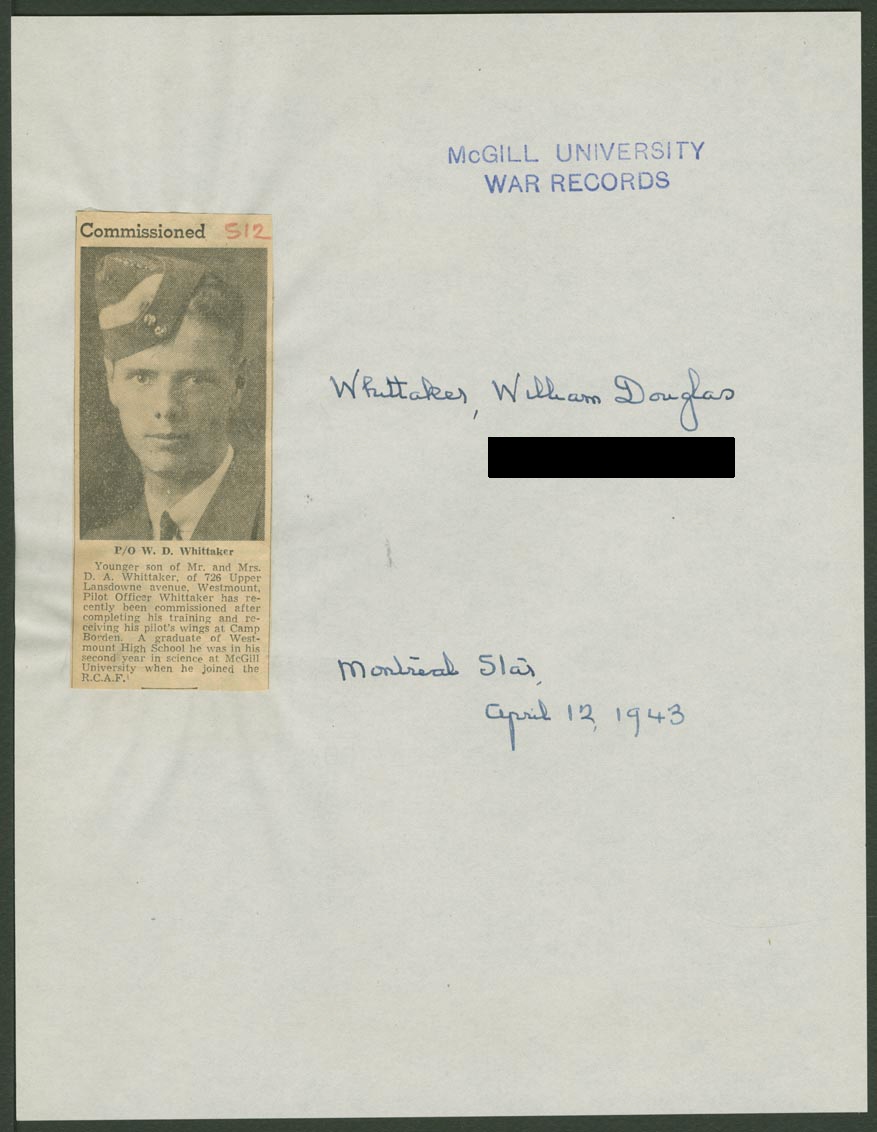 McGILL UNIVERSITY
WAR RECORDS
Commissioned 512
P/O W. D. Whittaker
Younger son of Mr. and Mrs.
D. A. Whittaker, of 726 Upper
Lansdowne avenue, Westmount,
Pilot Officer Whittaker has re-
cently been commissioned after
completing his training and re-
ceiving his pilot's wings at Camp
Borden. A graduate of West-
mount High School he was in his
second year in science at McGill
University when he joined the
R.C.A.F.
Whittaker, William Douglas
Montreal Star,
April 12, 1943